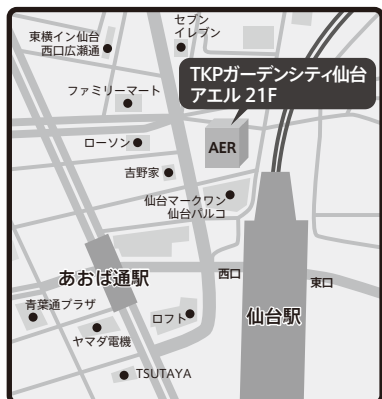 セブン
イレブン
東横イン仙台
西口広瀬通
TKPガーデンシティ仙台
アエル 21F
ファミリーマート
ローソン
AER
吉野家
仙台マークワン
仙台パルコ
あおば通駅
西口
東口
青葉通プラザ
ロフト
仙台駅
ヤマダ電機
TSUTAYA